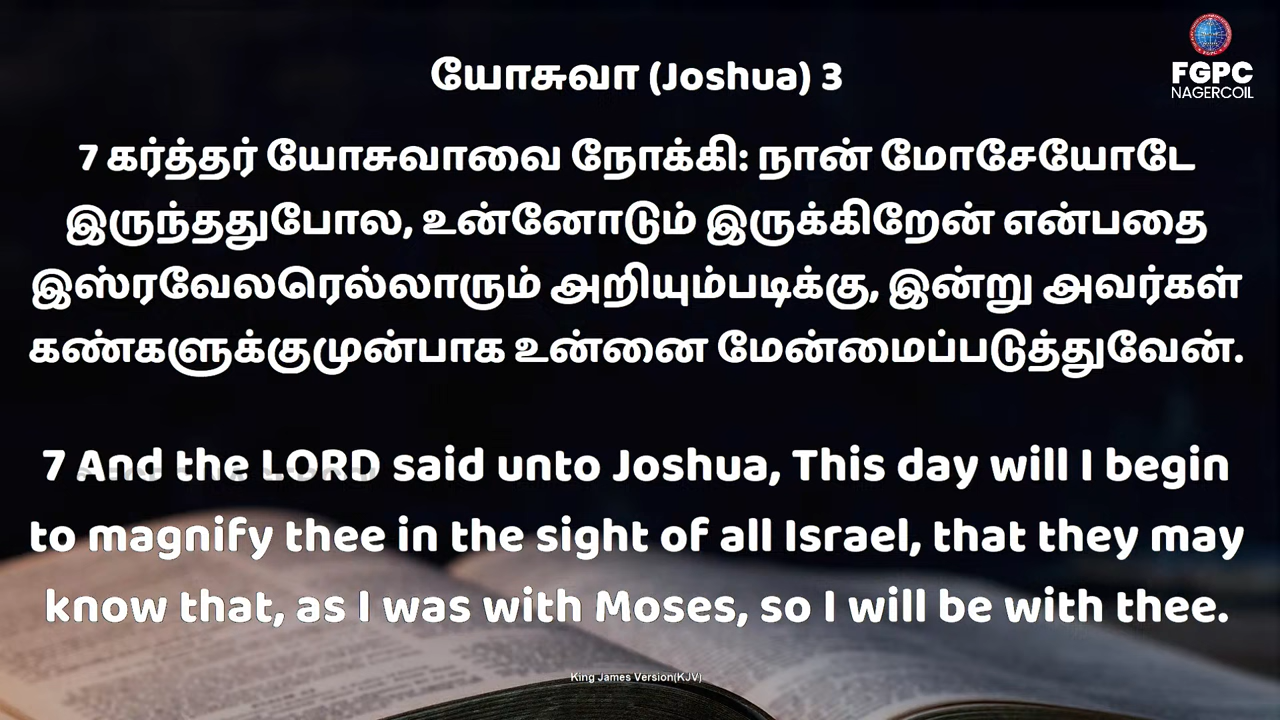 FGPC
NAGERCOIL
யோசுவா (Joshua) 3
7 கர்த்தர் யோசுவாவை நோக்கி: நான் மோசேயோடே
இருந்ததுபோல, உன்னோடும் இருக்கிறேன் என்பதை
இஸ்ரவேலரெல்லாரும் அறியும்படிக்கு, இன்று அவர்கள்
கண்களுக்குமுன்பாக உன்னை மேன்மைப்படுத்துவேன்.
7 And the LORD said unto Joshua, This day will I begin
to magnify thee in the sight of all Israel, that they may
know that, as I was with Moses, so I will be with thee.
King James Version(KJV)